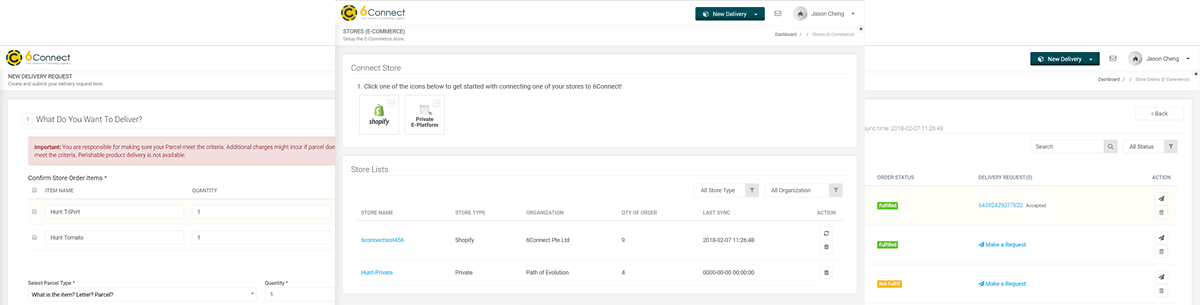 6Connect
NEW DELIVERY REQUEST
Create and submit your delivery request here.
1 What Do You Want To Deliver?
Important: You are responsible for making sure your Parcel meet the criteria. Additional charges might incur if parcel doe
meet the criteria. Perishable product delivery is not available.
Confirm Store Order Items *
ITEM NAME QUANTITY
Hunt T-Shirt 1
Hunt Tomato 1
Select Parcel Type * Quantity *
What is the item? Letter? Parcel? 1
6Connect
New Delivery Jason Cheng
STORES (E-COMMERCE)
Setup the E-Commerce store.
Dashboard / / Stores (E-Commerce)
Connect Store
1. Click one of the icons below to get started with connecting one of your stores to 6Connect!
shopify
Private
E-Platform
Store Lists
All Store Type All Organization
STORE NAME STORE TYPE ORGANIZATION QTY OF ORDER LAST SYNC ACTION
6connecttest456 Shopify 6Connect Pte Ltd 9 2018-02-07 11:26:48
Hunt-Private Private Path of Evolution 4 0000-00-00 00:00:00
New Delivery Jason Cheng
Dashboard / / Store Orders (E-Commerce)
‹ Back
sync time: 2018-02-07 11:26:48
Search All Status
ORDER STATUS DELIVERY REQUEST(S) ACTION
Fulfilled 64392429077822 Accepted
Fulfilled Make a Request
Not Fulfill Make a Request